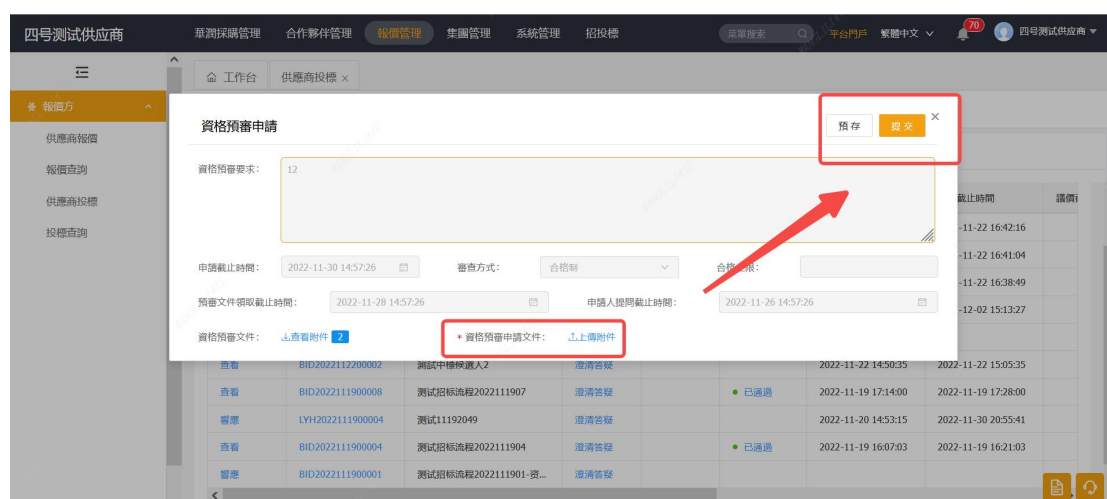 四号测试供应商 華潤採購管理 合作夥伴管理 報價管理 集團管理 系統管理 招投標 菜單搜索 平台門戶 繁體中文 70 四号测试供应商
工作台 供應商投標 ×
報價方
供應商報價
報價查詢
供應商投標
投標查詢
資格預審申請 預存 提交 ×
資格預審要求: 12
截止時間
-11-22 16:42:16
-11-22 16:41:04
-11-22 16:38:49
-12-02 15:13:27
申請截止時間: 2022-11-30 14:57:26 審查方式: 合格制
預審文件領取截止時間: 2022-11-28 14:57:26 申請人提問截止時間: 2022-11-26 14:57:26
資格預審文件: 查看附件 2 * 資格預審申請文件: 上傳附件
查看 BID2022112200002 測試中標候選人2 澄清答疑 2022-11-22 14:50:35 2022-11-22 15:05:35
查看 BID2022111900008 测试招标流程2022111907 澄清答疑 已通過 2022-11-19 17:14:00 2022-11-19 17:28:00
響應 LYH2022111900004 测试11192049 澄清答疑 2022-11-20 14:53:15 2022-11-30 20:55:41
查看 BID2022111900004 测试招标流程2022111904 澄清答疑 已通過 2022-11-19 16:07:03 2022-11-19 16:21:03
響應 BID2022111900001 测试招标流程2022111901-资... 澄清答疑